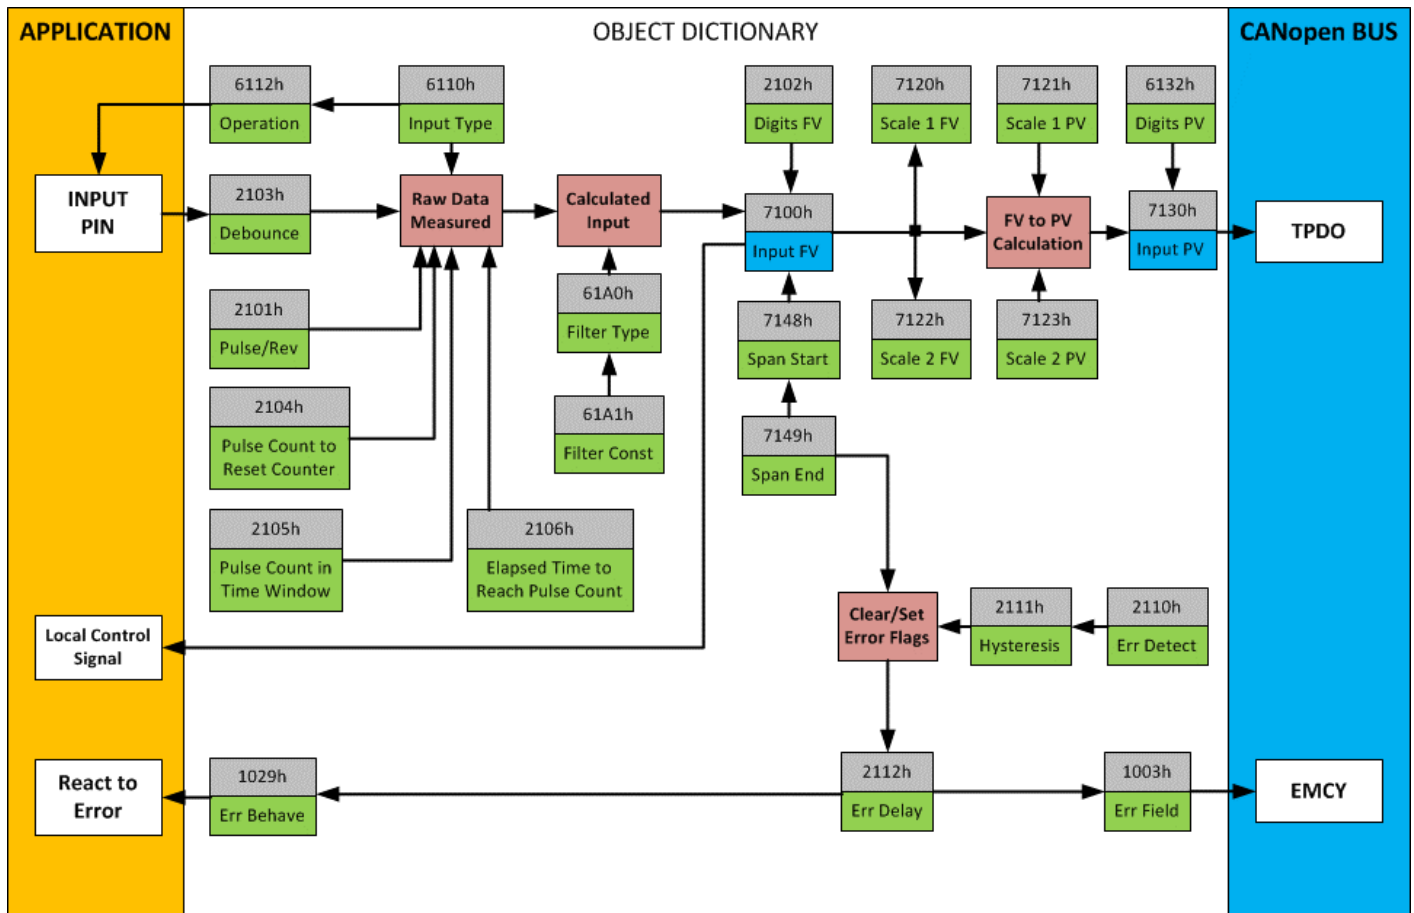 APPLICATION
OBJECT DICTIONARY
CANopen BUS
6112h
Operation
6110h
Input Type
2102h
Digits FV
7120h
Scale 1 FV
7121h
Scale 1 PV
6132h
Digits PV
INPUT
PIN
2103h
Debounce
Raw Data
Measured
Calculated
Input
7100h
Input FV
FV to PV
Calculation
7130h
Input PV
TPDO
2101h
Pulse/Rev
61A0h
Filter Type
7148h
Span Start
7122h
Scale 2 FV
7123h
Scale 2 PV
2104h
Pulse Count to
Reset Counter
61A1h
Filter Const
7149h
Span End
2105h
Pulse Count in
Time Window
2106h
Elapsed Time to
Reach Pulse Count
Local Control
Signal
Clear/Set
Error Flags
2111h
Hysteresis
2110h
Err Detect
React to
Error
1029h
Err Behave
2112h
Err Delay
1003h
Err Field
EMCY